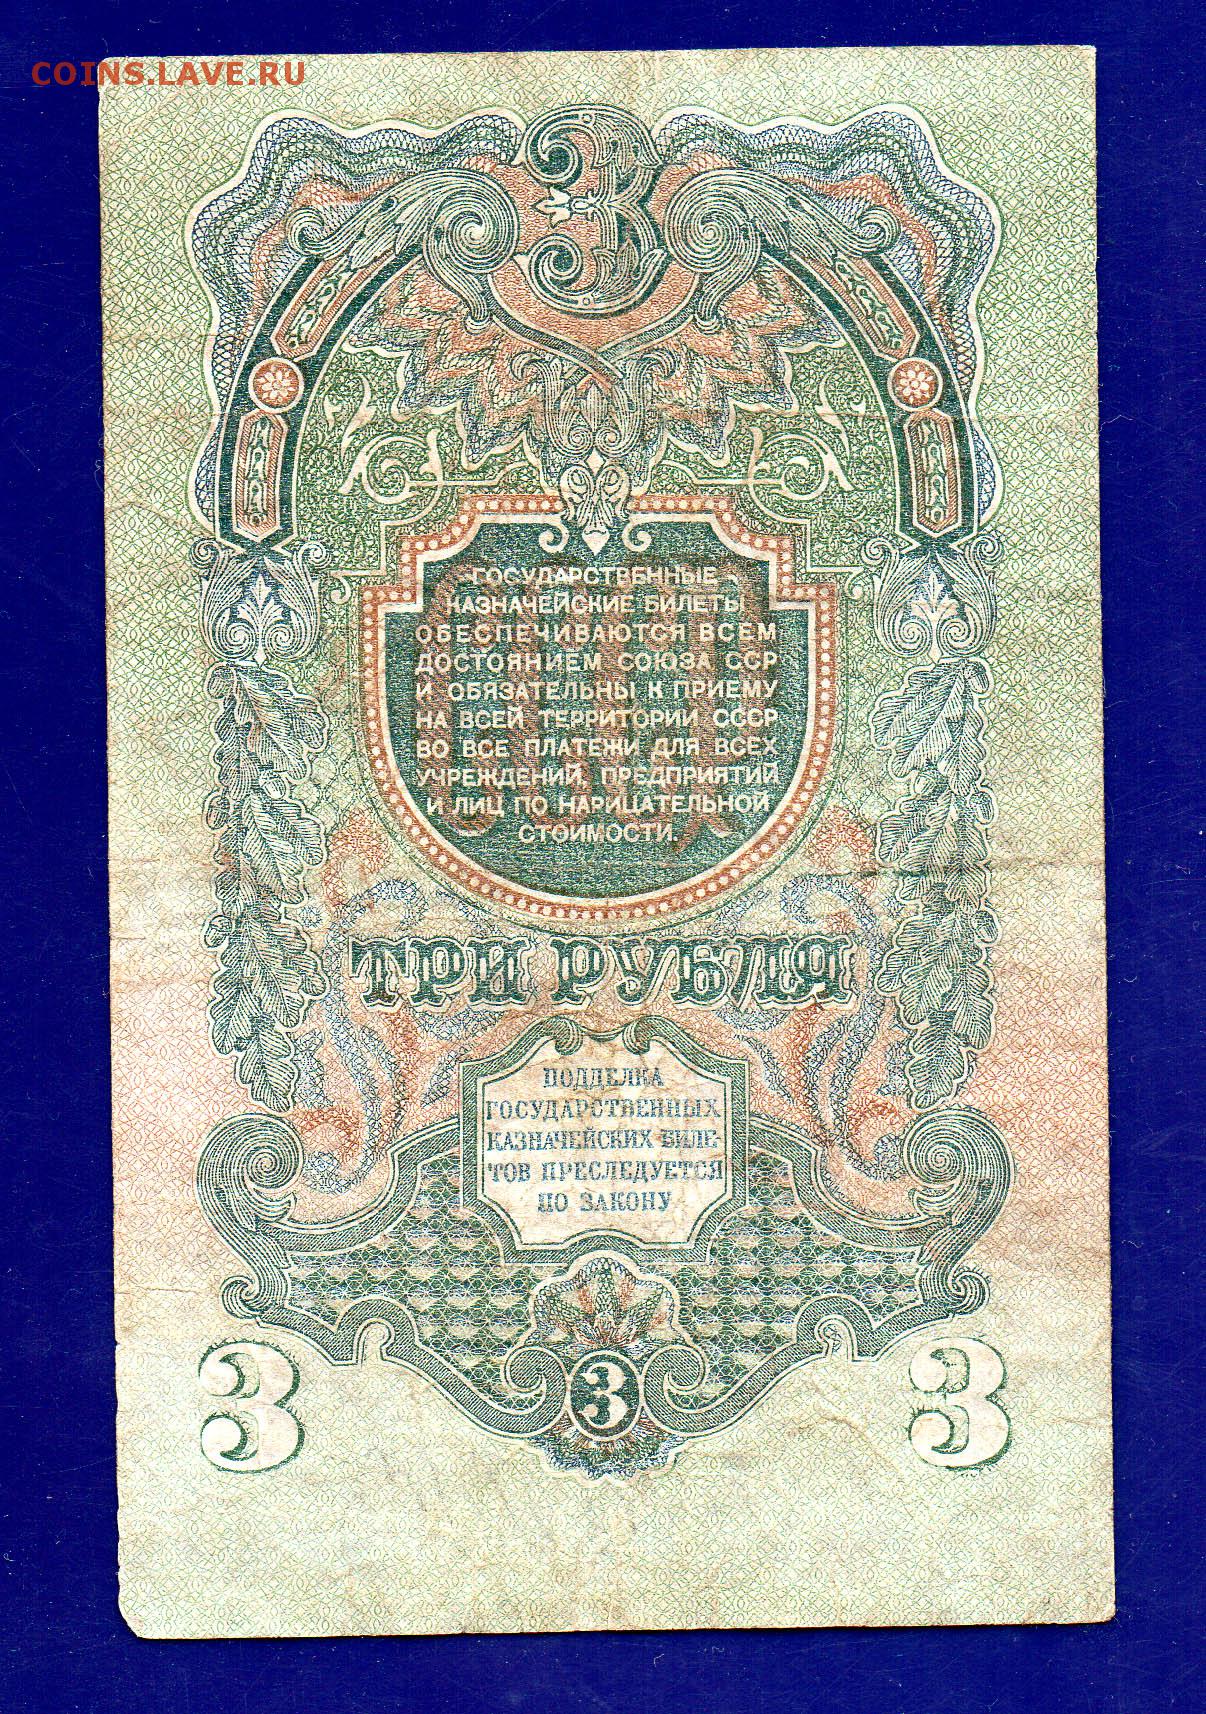 COINS.LAVE.RU
3
ГОСУДАРСТВЕННЫЕ
КАЗНАЧЕЙСКИЕ БИЛЕТЫ
ОБЕСПЕЧИВАЮТСЯ ВСЕМ
ДОСТОЯНИЕМ СОЮЗА ССР
И ОБЯЗАТЕЛЬНЫ К ПРИЕМУ
НА ВСЕЙ ТЕРРИТОРИИ СССР
ВО ВСЕ ПЛАТЕЖИ ДЛЯ ВСЕХ
УЧРЕЖДЕНИЙ, ПРЕДПРИЯТИЙ
И ЛИЦ ПО НАРИЦАТЕЛЬНОЙ
СТОИМОСТИ.
ТРИ РУБЛЯ
ПОДДЕЛКА
ГОСУДАРСТВЕННЫХ
КАЗНАЧЕЙСКИХ БИЛЕ-
ТОВ ПРЕСЛЕДУЕТСЯ
ПО ЗАКОНУ
3 3 3